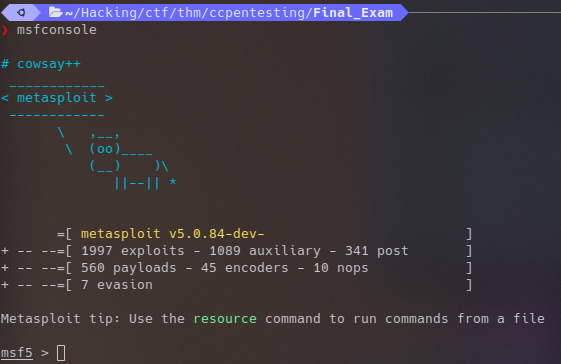 ~/Hacking/ctf/thm/ccpentesting/Final_Exam
❯ msfconsole
# cowsay++
 ____________
< metasploit >
 ------------
       \   ,__,
        \  (oo)____
           (__)    )\
              ||--|| *
       =[ metasploit v5.0.84-dev-                         ]
+ -- --=[ 1997 exploits - 1089 auxiliary - 341 post       ]
+ -- --=[ 560 payloads - 45 encoders - 10 nops            ]
+ -- --=[ 7 evasion                                       ]
Metasploit tip: Use the resource command to run commands from a file
msf5 >